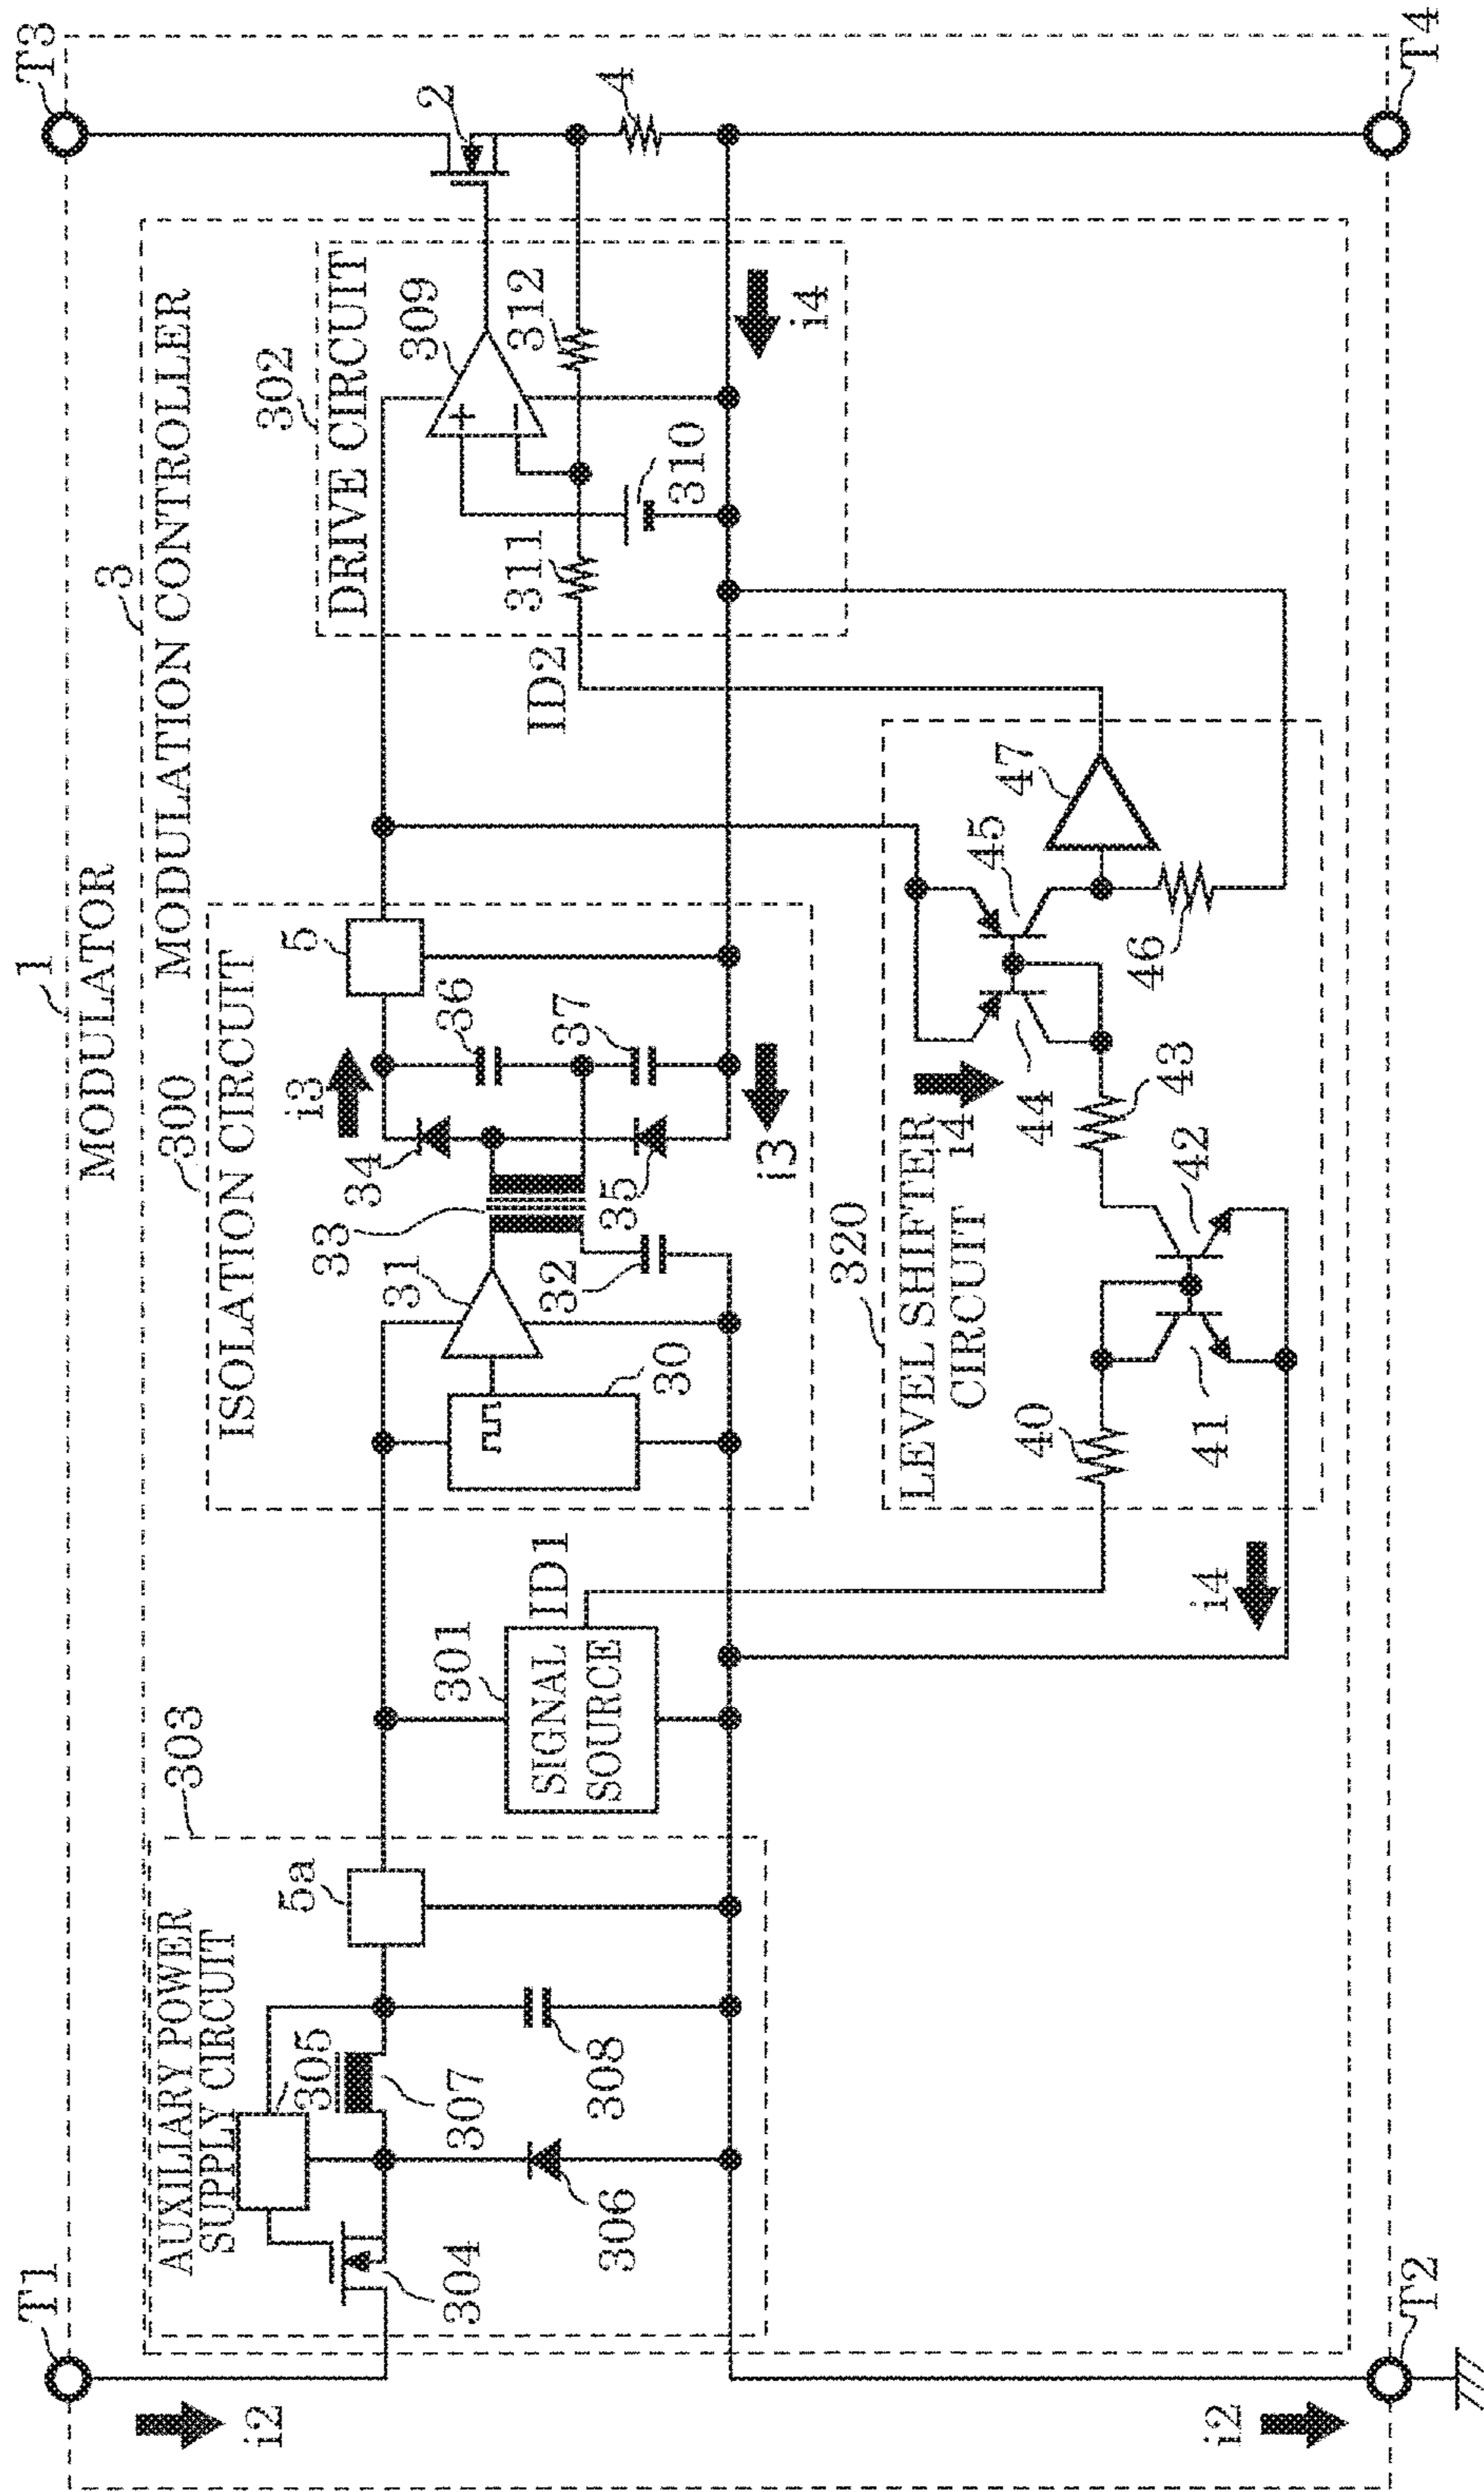 T1
T3
1
MODULATOR
3
MODULATION CONTROLLER
303
AUXILIARY POWER
SUPPLY CIRCUIT
305
5a
304
307
306
308
i2
301
SIGNAL
SOURCE
ID1
300
ISOLATION CIRCUIT
30
31
32
33
34
35
36
37
5
i3
i3
302
DRIVE CIRCUIT
309
+
−
310
311
312
ID2
i4
2
4
320
LEVEL SHIFTER
CIRCUIT
i4
40
41
42
43
44
45
46
47
i4
i2
T2
T4